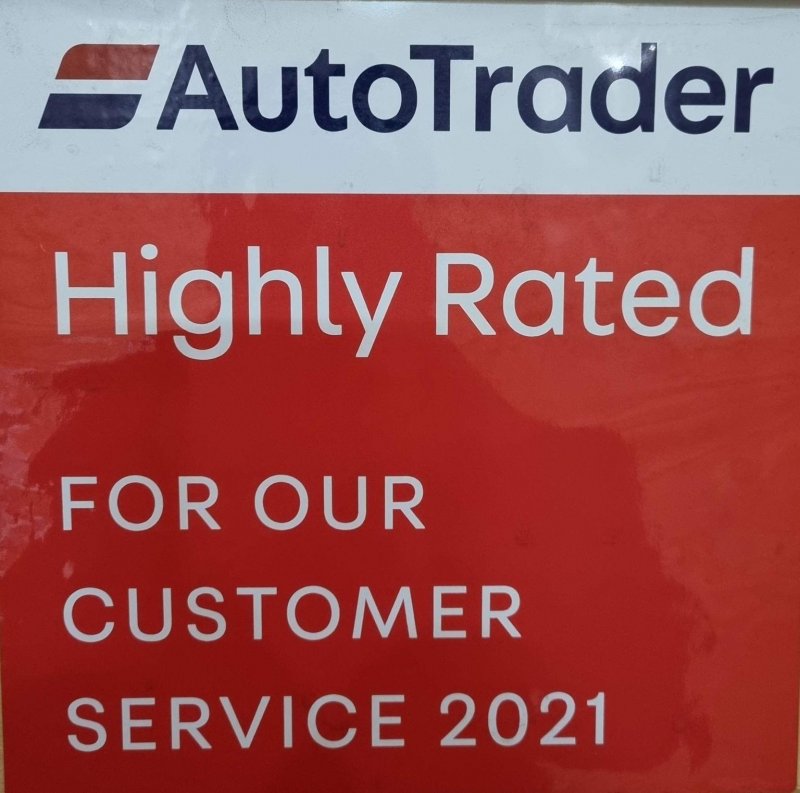 AutoTrader
Highly Rated
FOR OUR
CUSTOMER
SERVICE 2021